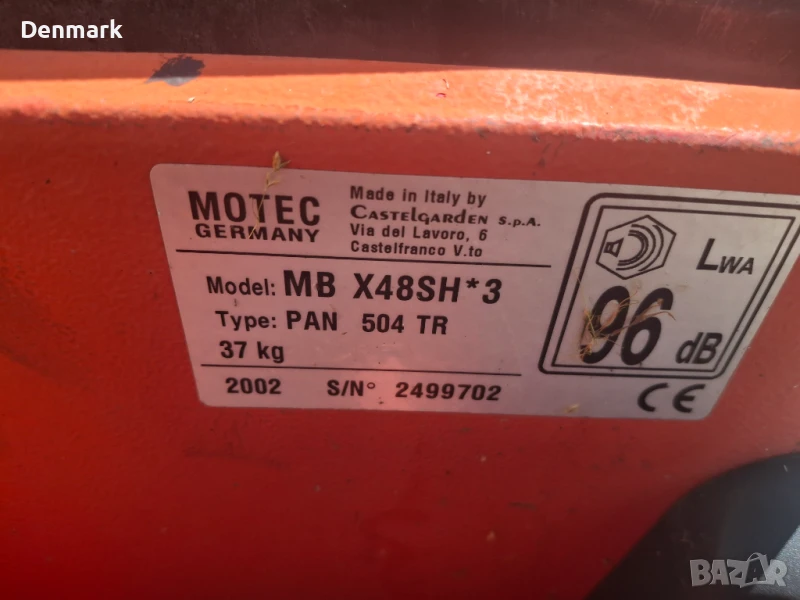 Denmark
MOTEC
GERMANY
Made in Italy by
CASTELGARDEN S.p.A.
Via del Lavoro, 6
Castelfranco V.to
Model: MB X48SH*3
Type: PAN 504 TR
37 kg
2002 S/N° 2499702
LWA
96 dB
CE
BAZAR